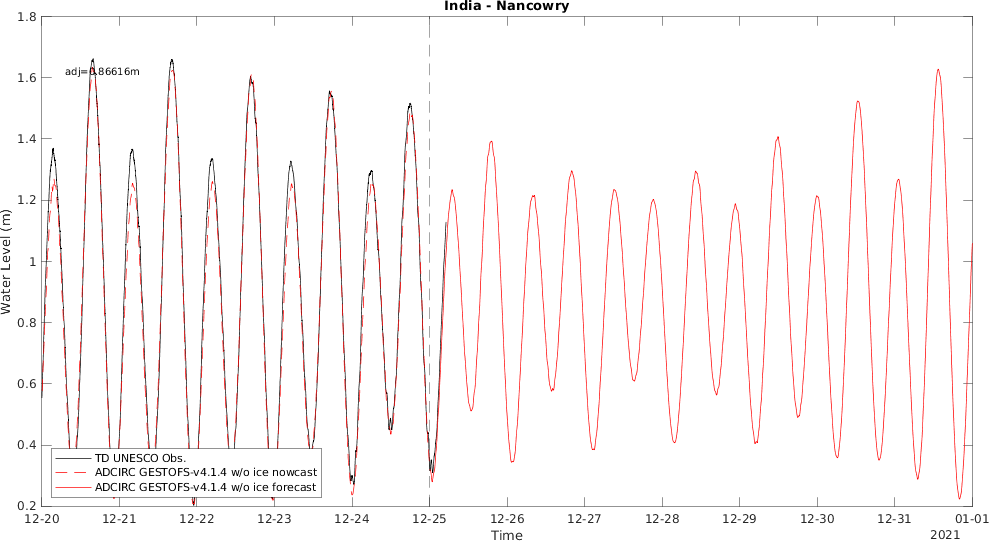 India - Nancowry
Water Level (m)
1.8
1.6
1.4
1.2
1
0.8
0.6
0.4
0.2
adj=0.86616m
TD UNESCO Obs.
ADCIRC GESTOFS-v4.1.4 w/o ice nowcast
ADCIRC GESTOFS-v4.1.4 w/o ice forecast
12-20 12-21 12-22 12-23 12-24 12-25 12-26 12-27 12-28 12-29 12-30 12-31 01-01
Time
2021